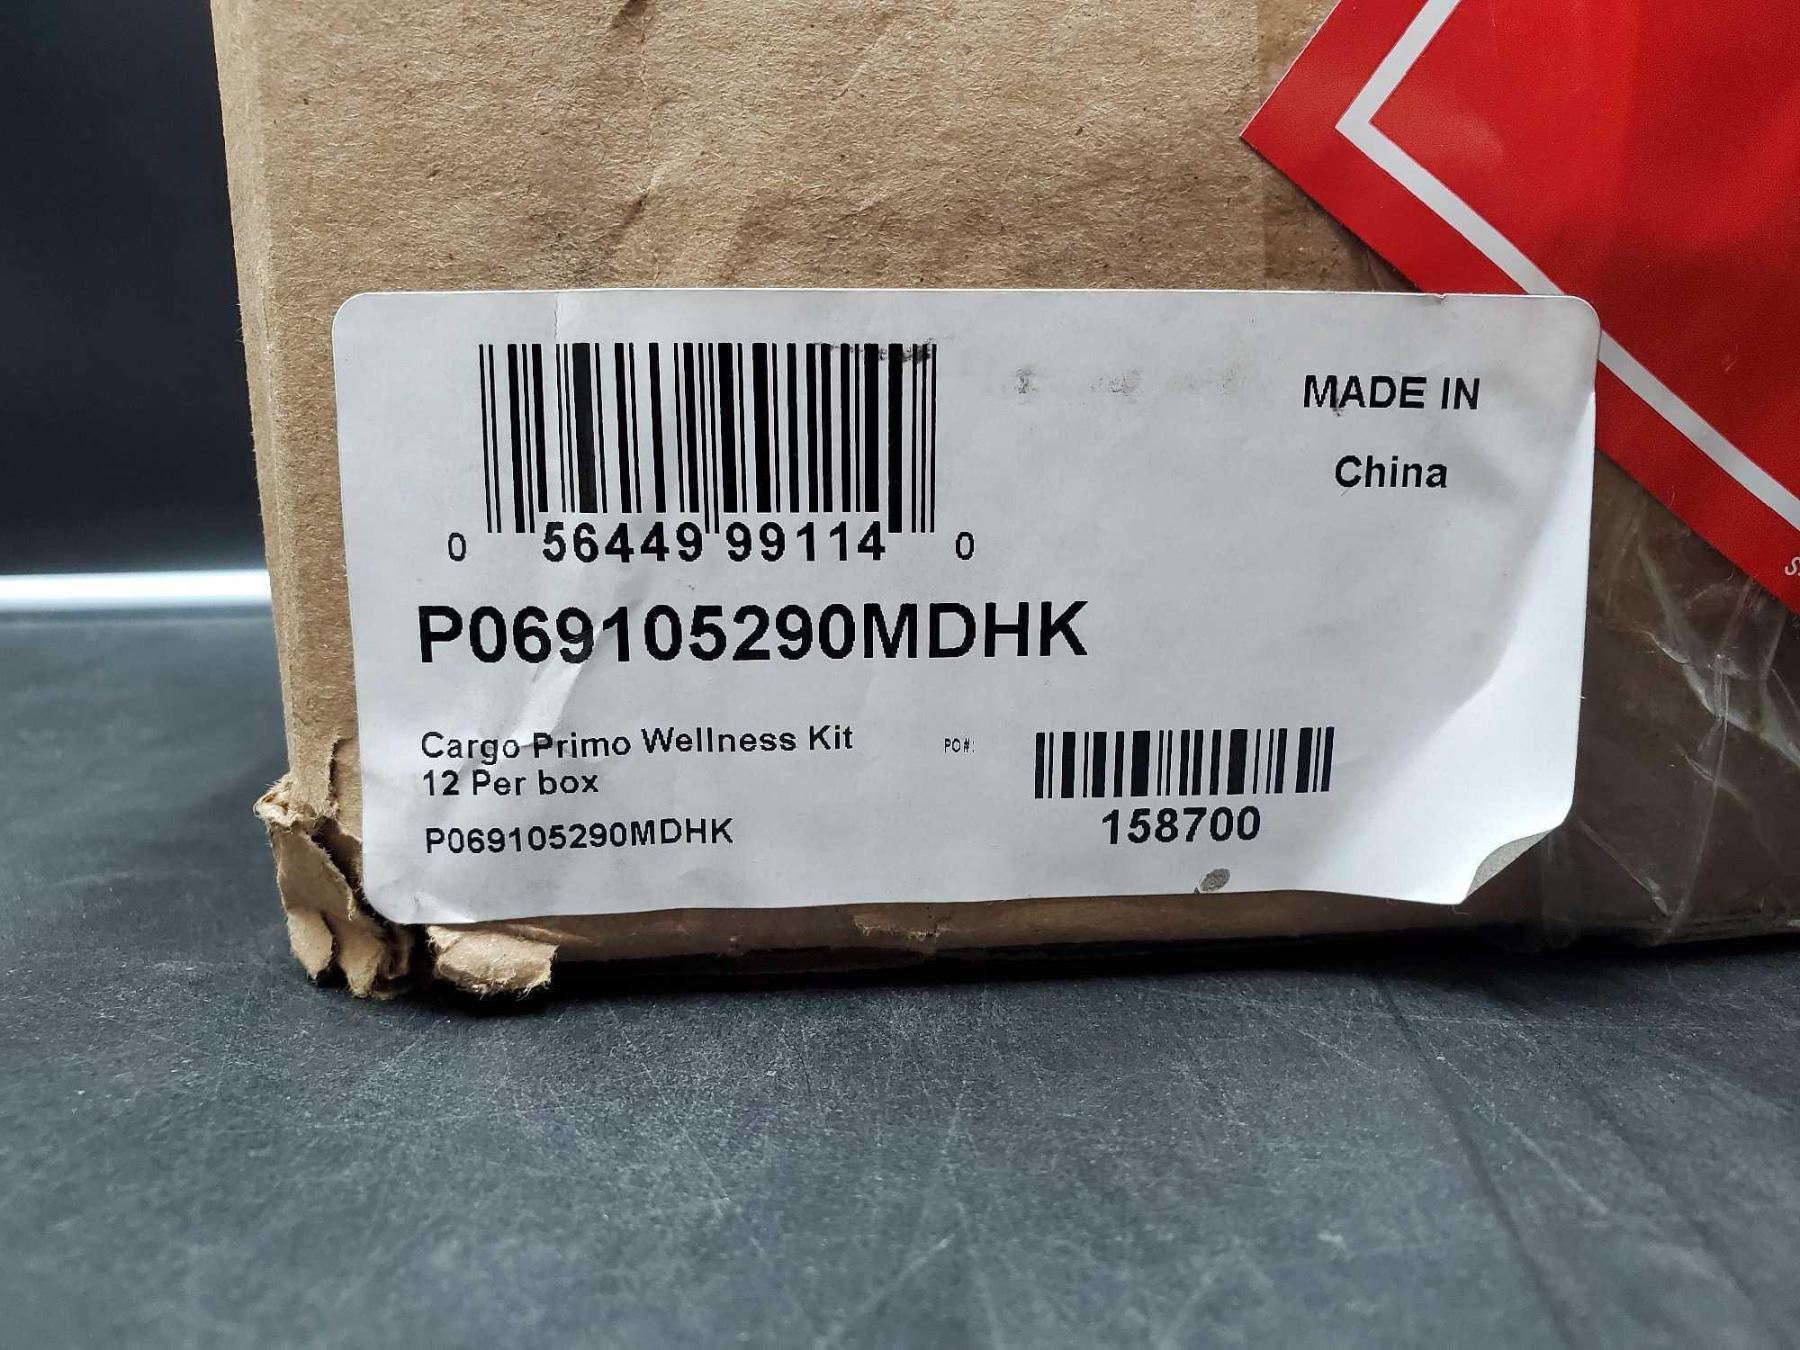 MADE IN
China
0 56449 99114 0
P069105290MDHK
Cargo Primo Wellness Kit
12 Per box
P069105290MDHK
PO#:
158700